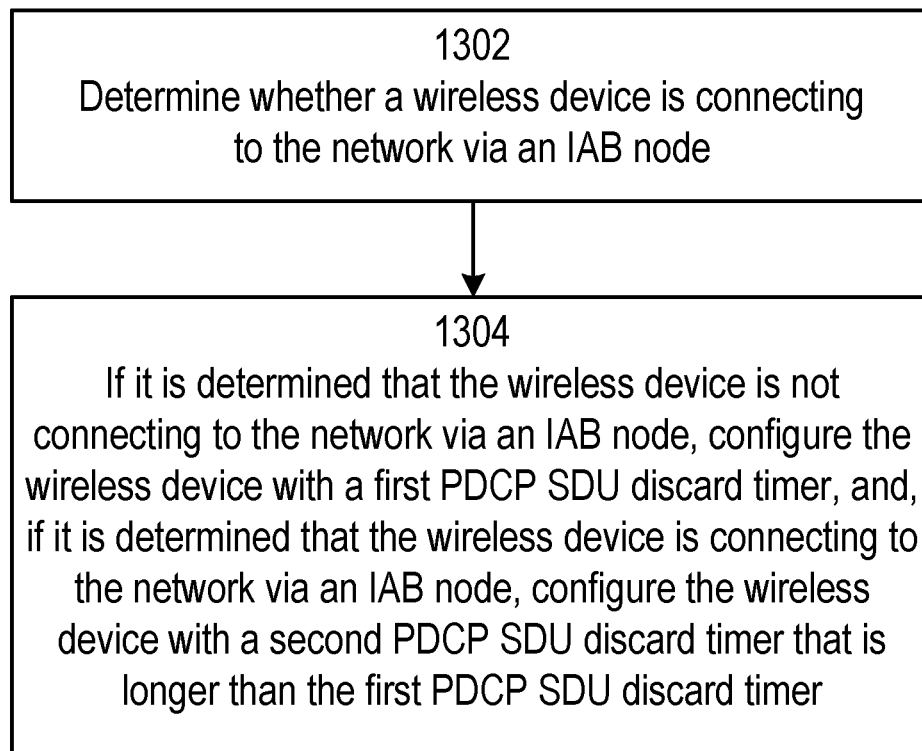 1302
Determine whether a wireless device is connecting
to the network via an IAB node
1304
If it is determined that the wireless device is not
connecting to the network via an IAB node, configure the
wireless device with a first PDCP SDU discard timer, and,
if it is determined that the wireless device is connecting to
the network via an IAB node, configure the wireless
device with a second PDCP SDU discard timer that is
longer than the first PDCP SDU discard timer